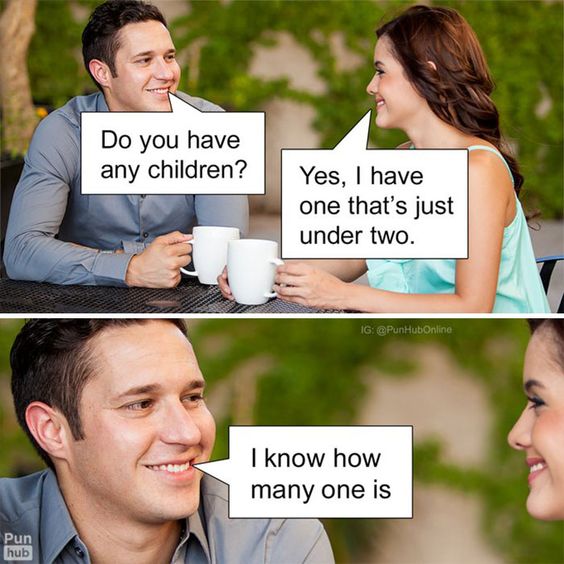 Do you have
any children?
Yes, I have
one that's just
under two.
IG: @PunHubOnline
I know how
many one is
Pun
hub